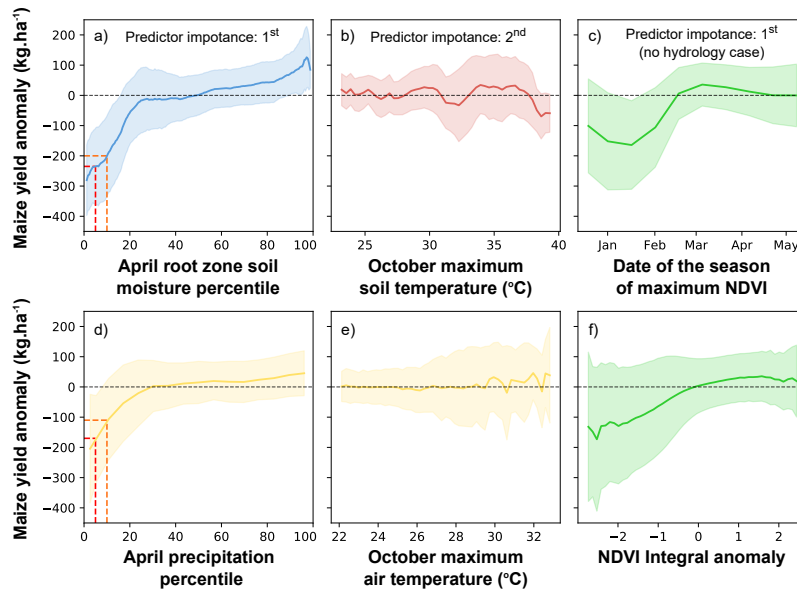 Maize yield anomaly (kg.ha⁻¹)
a)
Predictor impotance: 1st
200
100
0
−100
−200
−300
−400
0 20 40 60 80 100
April root zone soil
moisture percentile
b)
Predictor impotance: 2nd
25 30 35 40
October maximum
soil temperature (°C)
c)
Predictor impotance: 1st
(no hydrology case)
Jan Feb Mar Apr May
Date of the season
of maximum NDVI
Maize yield anomaly (kg.ha⁻¹)
d)
200
100
0
−100
−200
−300
−400
0 20 40 60 80 100
April precipitation
percentile
e)
22 24 26 28 30 32
October maximum
air temperature (°C)
f)
−2 −1 0 1 2
NDVI Integral anomaly